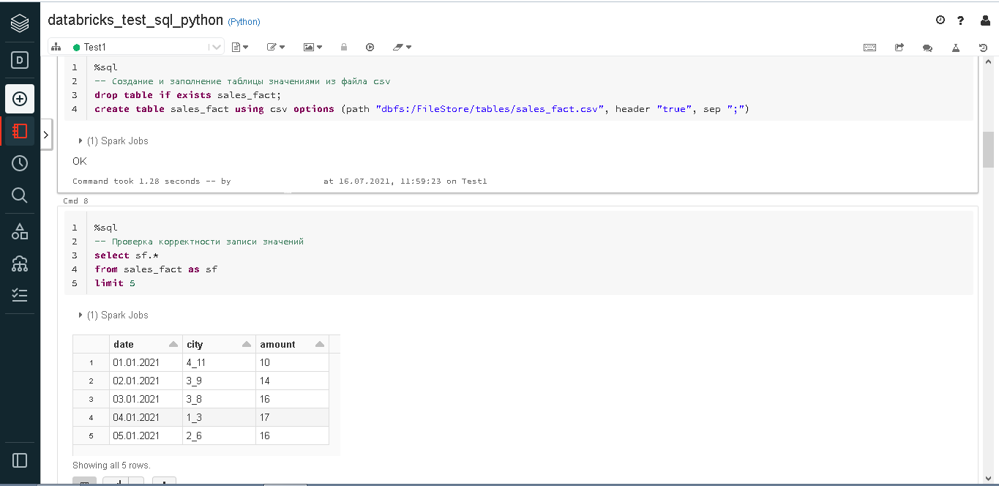 databricks_test_sql_python (Python)
D
Test1
1 %sql
2 -- Создание и заполнение таблицы значениями из файла csv
3 drop table if exists sales_fact;
4 create table sales_fact using csv options (path "dbfs:/FileStore/tables/sales_fact.csv", header "true", sep ";")
(1) Spark Jobs
OK
Command took 1.28 seconds -- by at 16.07.2021, 11:59:23 on Test1
Cmd 8
1 %sql
2 -- Проверка корректности записи значений
3 select sf.*
4 from sales_fact as sf
5 limit 5
(1) Spark Jobs
date city amount
1 01.01.2021 4_11 10
2 02.01.2021 3_9 14
3 03.01.2021 3_8 16
4 04.01.2021 1_3 17
5 05.01.2021 2_6 16
Showing all 5 rows.